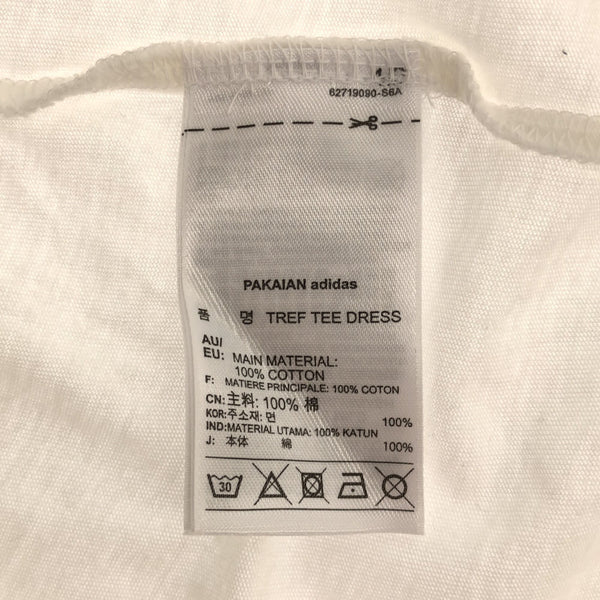 62719090-S6A
PAKAIAN adidas
품 명 TREF TEE DRESS
AU/
EU: MAIN MATERIAL:
100% COTTON
F: MATIERE PRINCIPALE: 100% COTON
CN: 主料: 100% 棉
KOR: 주소재: 면 100%
IND: MATERIAL UTAMA: 100% KATUN
J: 本体 綿 100%
30